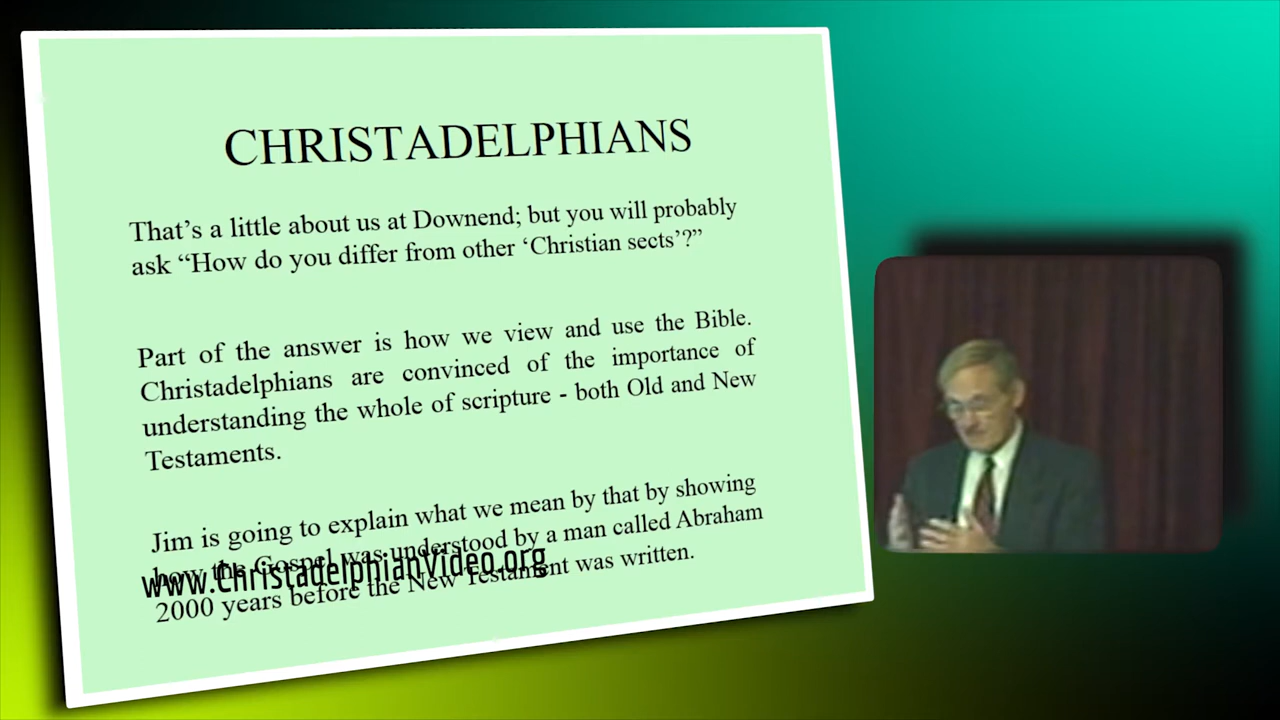 CHRISTADELPHIANS
That's a little about us at Downend; but you will probably
ask “How do you differ from other ‘Christian sects’?”
Part of the answer is how we view and use the Bible.
Christadelphians are convinced of the importance of
understanding the whole of scripture - both Old and New
Testaments.
Jim is going to explain what we mean by that by showing
how the Gospel was understood by a man called Abraham
2000 years before the New Testament was written.
www.ChristadelphianVideo.org